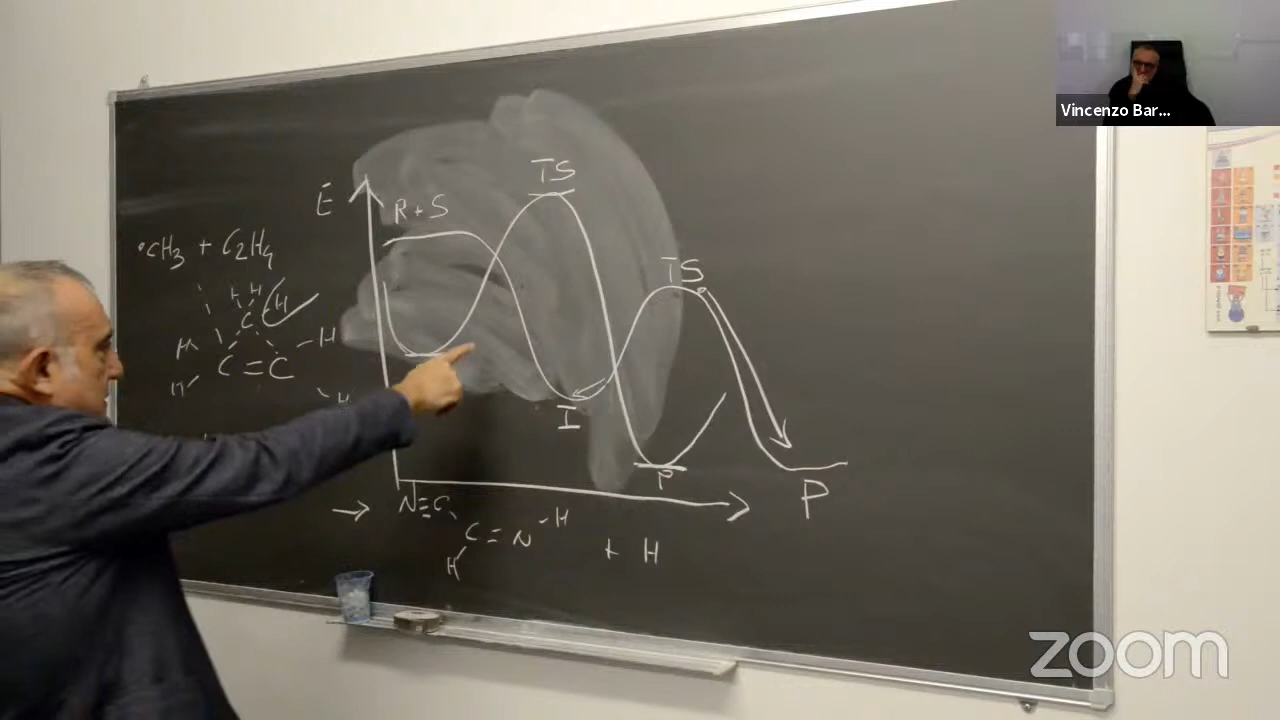 Vincenzo Bar...
E
R + S
TS
TS
•CH3 + C2H4
H H
H
C
H
H
C = C
H
H
I
P
P
→ N≡C
C = N - H
H
+ H
zoom